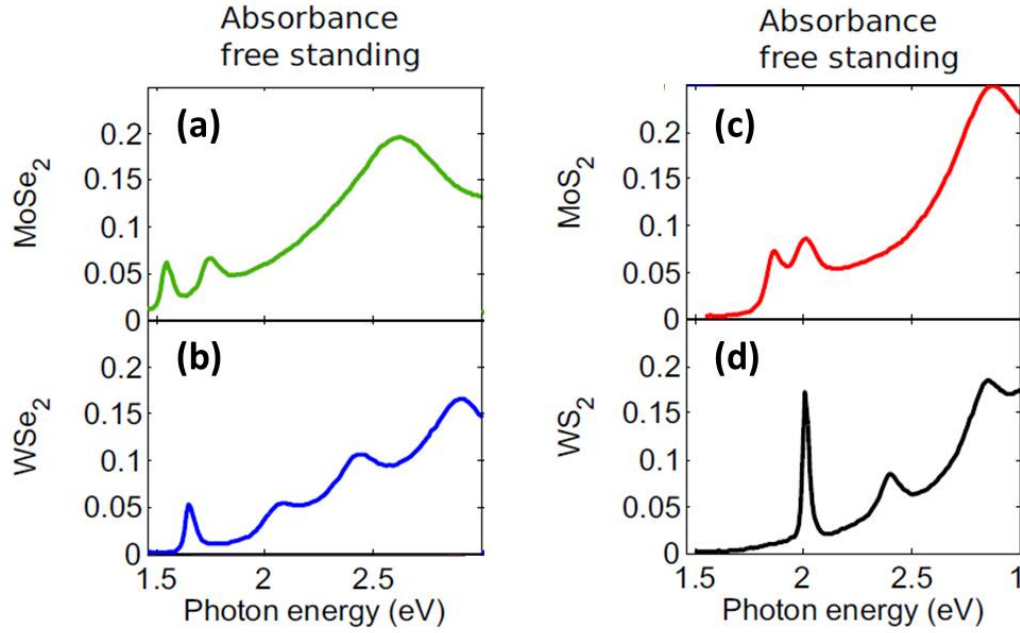 Absorbance
free standing
(a)
MoSe2
0.2
0.15
0.1
0.05
0
(b)
WSe2
0.2
0.15
0.1
0.05
0
1.5 2 2.5
Photon energy (eV)
Absorbance
free standing
(c)
MoS2
0.2
0.15
0.1
0.05
0
(d)
WS2
0.2
0.15
0.1
0.05
0
1.5 2 2.5 1
Photon energy (eV)